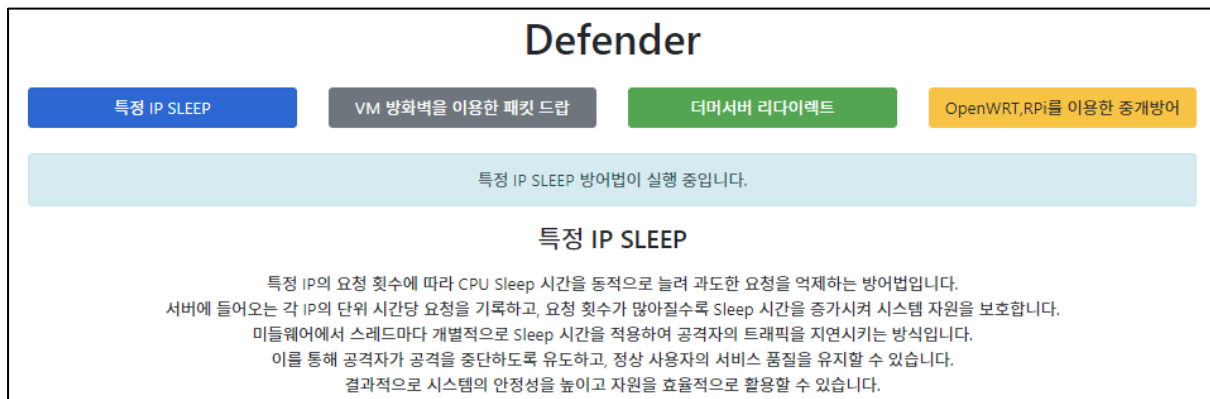 Defender
특정 IP SLEEP
VM 방화벽을 이용한 패킷 드랍
더머서버 리다이렉트
OpenWRT,RPi를 이용한 중개방어
특정 IP SLEEP 방어법이 실행 중입니다.
특정 IP SLEEP
특정 IP의 요청 횟수에 따라 CPU Sleep 시간을 동적으로 늘려 과도한 요청을 억제하는 방어법입니다.
서버에 들어오는 각 IP의 단위 시간당 요청을 기록하고, 요청 횟수가 많아질수록 Sleep 시간을 증가시켜 시스템 자원을 보호합니다.
미들웨어에서 스레드마다 개별적으로 Sleep 시간을 적용하여 공격자의 트래픽을 지연시키는 방식입니다.
이를 통해 공격자가 공격을 중단하도록 유도하고, 정상 사용자의 서비스 품질을 유지할 수 있습니다.
결과적으로 시스템의 안정성을 높이고 자원을 효율적으로 활용할 수 있습니다.